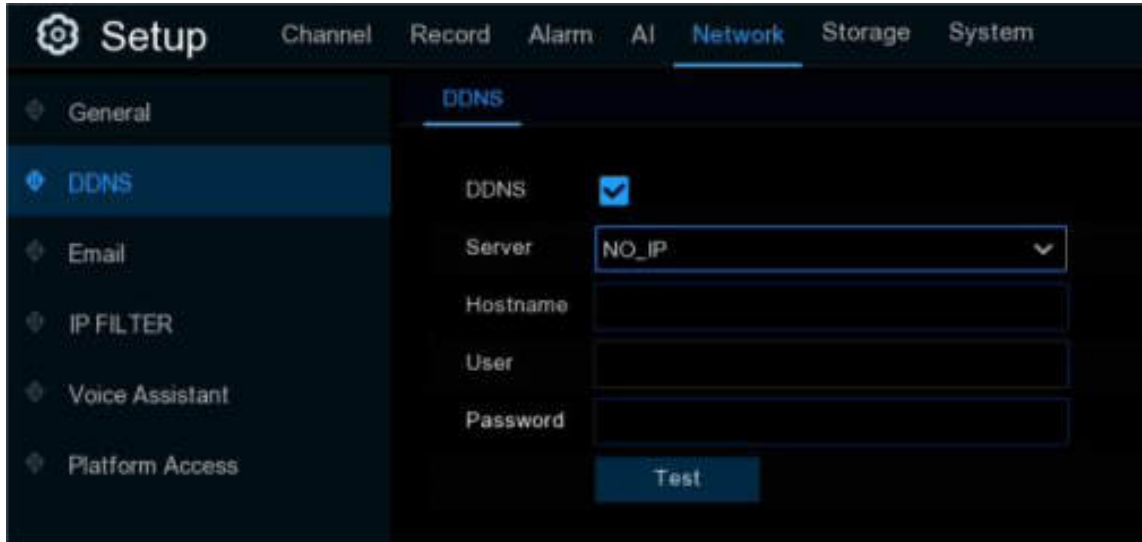 Setup Channel Record Alarm AI Network Storage System
General
DDNS
Email
IP FILTER
Voice Assistant
Platform Access
DDNS
DDNS
Server NO_IP
Hostname
User
Password
Test